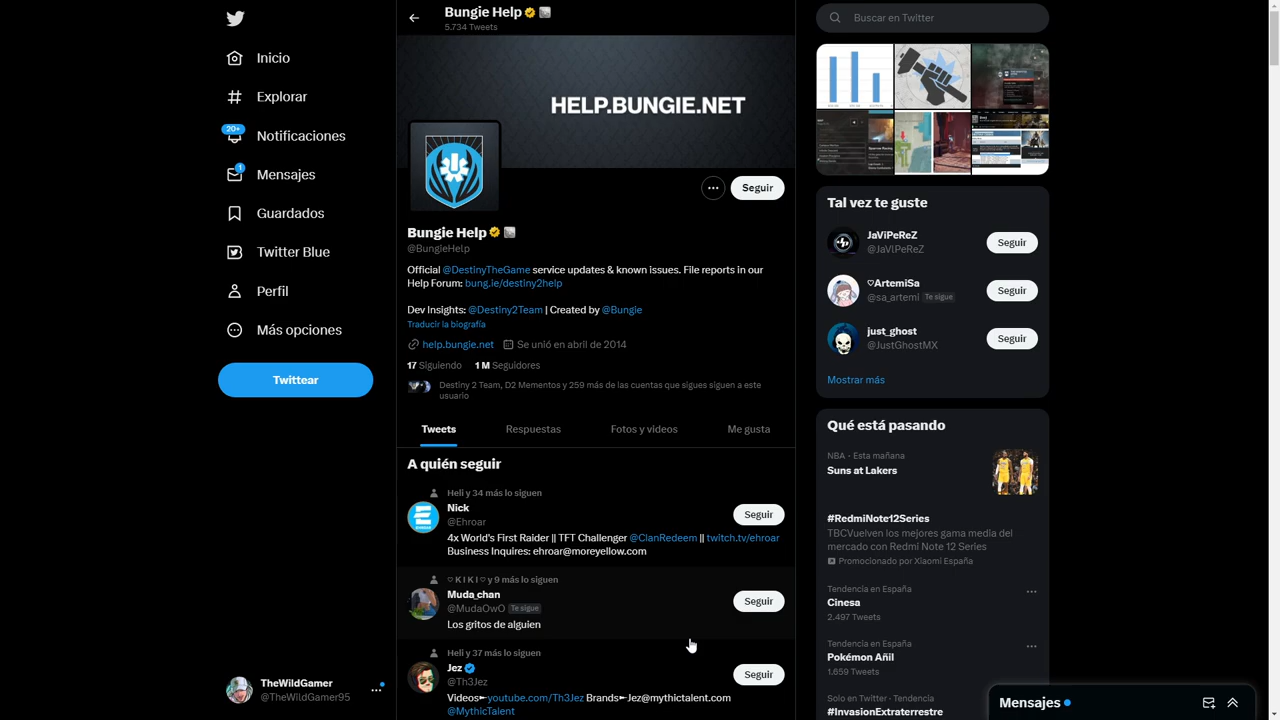 Inicio
Explorar
20+
Notificaciones
1
Mensajes
Guardados
Twitter Blue
Perfil
Más opciones
Twittear
TheWildGamer
@TheWildGamer95
Bungie Help
5.734 Tweets
HELP.BUNGIE.NET
Seguir
Bungie Help
@BungieHelp
Official @DestinyTheGame service updates & known issues. File reports in our
Help Forum: bung.ie/destiny2help
Dev Insights: @Destiny2Team | Created by @Bungie
Traducir la biografía
help.bungie.net Se unió en abril de 2014
17 Siguiendo 1 M Seguidores
Destiny 2 Team, D2 Mementos y 259 más de las cuentas que sigues siguen a este
usuario
Tweets Respuestas Fotos y videos Me gusta
A quién seguir
Heli y 34 más lo siguen
Nick
@Ehroar
Seguir
4x World's First Raider || TFT Challenger @ClanRedeem || twitch.tv/ehroar
Business Inquires: ehroar@moreyellow.com
♡ K I K I ♡ y 9 más lo siguen
Muda_chan
@MudaOwO Te sigue
Seguir
Los gritos de alguien
Heli y 37 más lo siguen
Jez
@Th3Jez
Seguir
Videos➼youtube.com/Th3Jez Brands➼Jez@mythictalent.com
@MythicTalent
Buscar en Twitter
Tal vez te guste
JaViPeReZ
@JaVlPeReZ
Seguir
♡ArtemiSa
@sa_artemi Te sigue
Seguir
just_ghost
@JustGhostMX
Seguir
Mostrar más
Qué está pasando
NBA · Esta mañana
Suns at Lakers
#RedmiNote12Series
TBCVuelven los mejores gama media del
mercado con Redmi Note 12 Series
Promocionado por Xiaomi España
Tendencia en España
Cinesa
2.497 Tweets
Tendencia en España
Pokémon Añil
1.659 Tweets
Solo en Twitter · Tendencia
#InvasionExtraterrestre
Mensajes